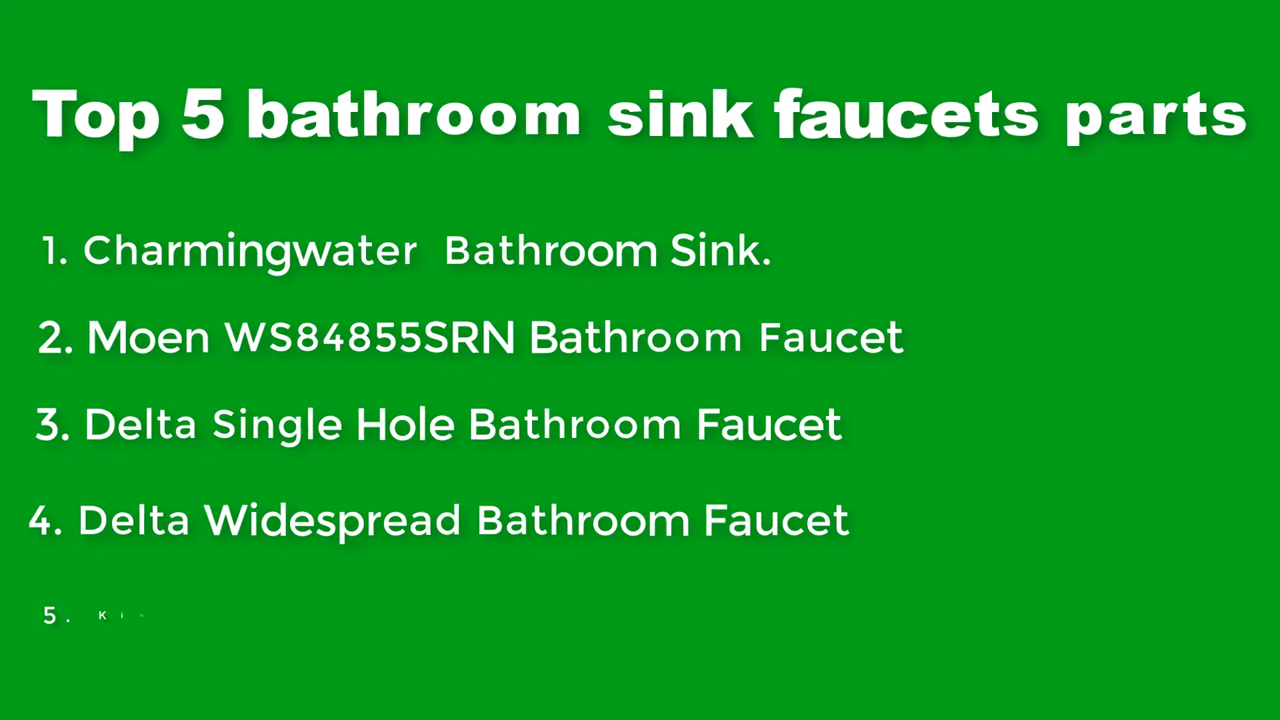 Top 5 bathroom sink faucets parts
1. Charmingwater Bathroom Sink.
2. Moen WS84855SRN Bathroom Faucet
3. Delta Single Hole Bathroom Faucet
4. Delta Widespread Bathroom Faucet
5.